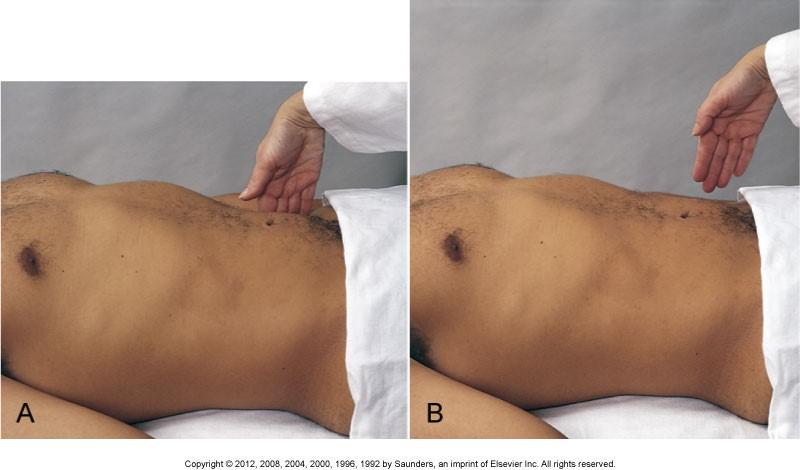 A
B
Copyright © 2012, 2008, 2004, 2000, 1996, 1992 by Saunders, an imprint of Elsevier Inc. All rights reserved.